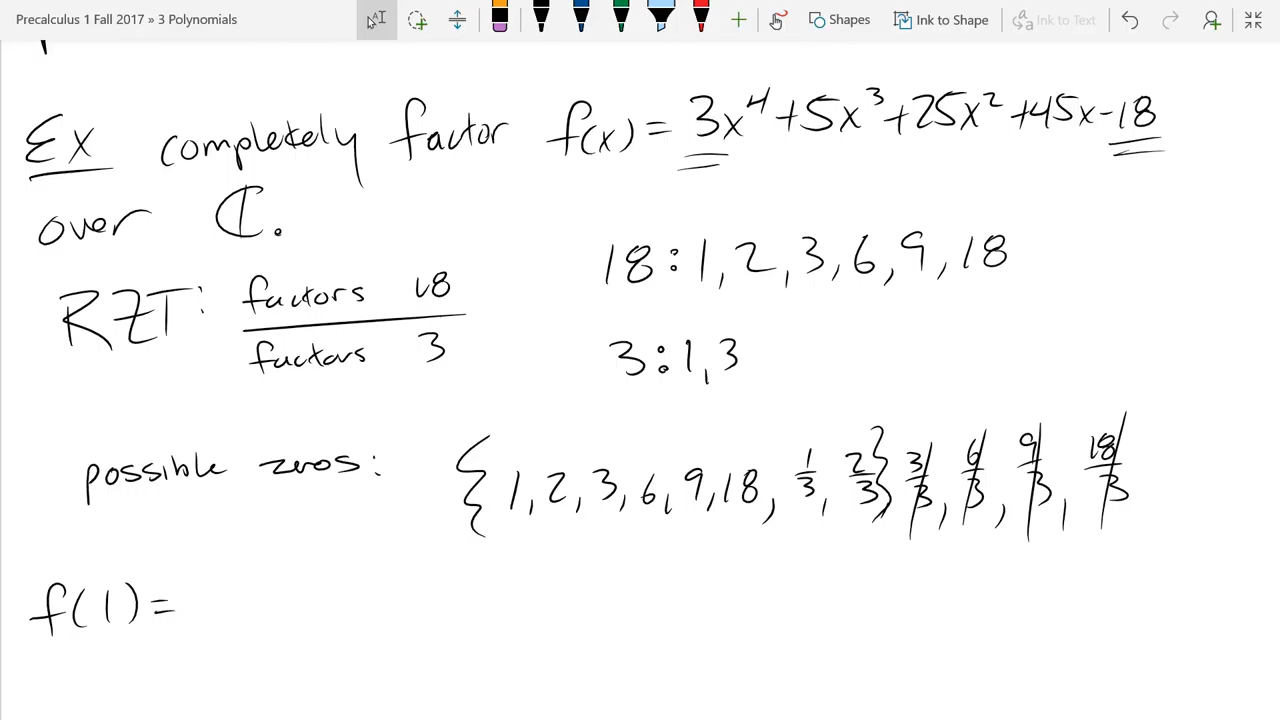 Precalculus 1 Fall 2017 » 3 Polynomials
Shapes Ink to Shape Ink to Text
Ex completely factor f(x) = 3x⁴+5x³+25x²+45x-18
over ℂ.
18:1,2,3,6,9,18
RZT: factors 18 / factors 3
3:1,3
possible zeros: {1,2,3,6,9,18, 1/3, 2/3}, 3/3, 6/3, 9/3, 18/3
f(1)=